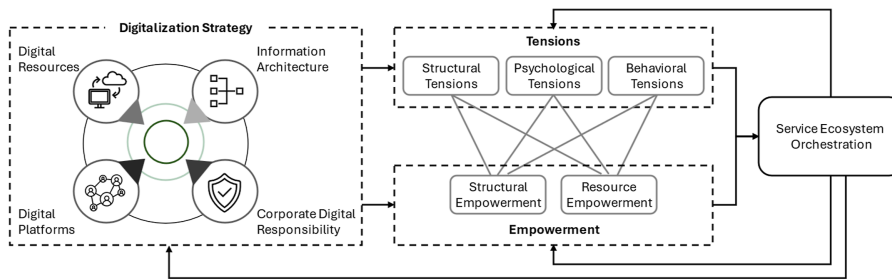 Digitalization Strategy
Digital
Resources
Information
Architecture
Digital
Platforms
Corporate Digital
Responsibility
Tensions
Structural
Tensions
Psychological
Tensions
Behavioral
Tensions
Structural
Empowerment
Resource
Empowerment
Empowerment
Service Ecosystem
Orchestration